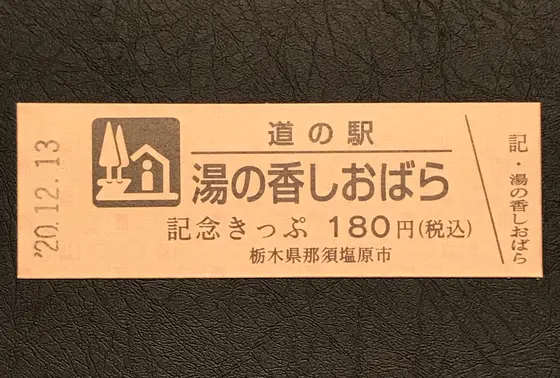 '20.12.13
道の駅
湯の香しおばら
記念きっぷ 180円(税込)
栃木県那須塩原市
記・湯の香しおばら